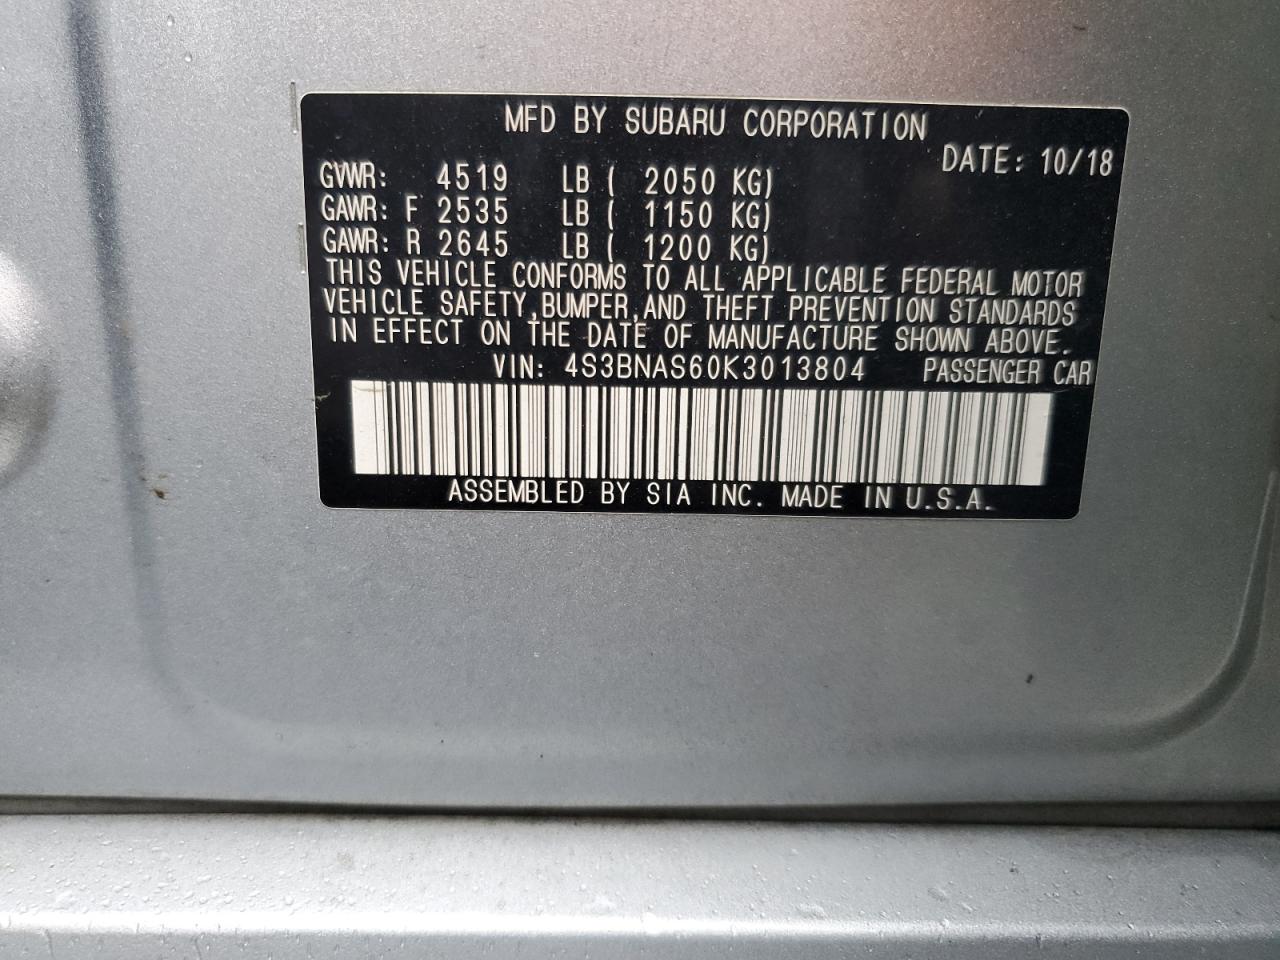 MFD BY SUBARU CORPORATION
DATE: 10/18
GVWR: 4519 LB ( 2050 KG)
GAWR: F 2535 LB ( 1150 KG)
GAWR: R 2645 LB ( 1200 KG)
THIS VEHICLE CONFORMS TO ALL APPLICABLE FEDERAL MOTOR
VEHICLE SAFETY,BUMPER,AND THEFT PREVENTION STANDARDS
IN EFFECT ON THE DATE OF MANUFACTURE SHOWN ABOVE.
VIN: 4S3BNAS60K3013804 PASSENGER CAR
ASSEMBLED BY SIA INC. MADE IN U.S.A.